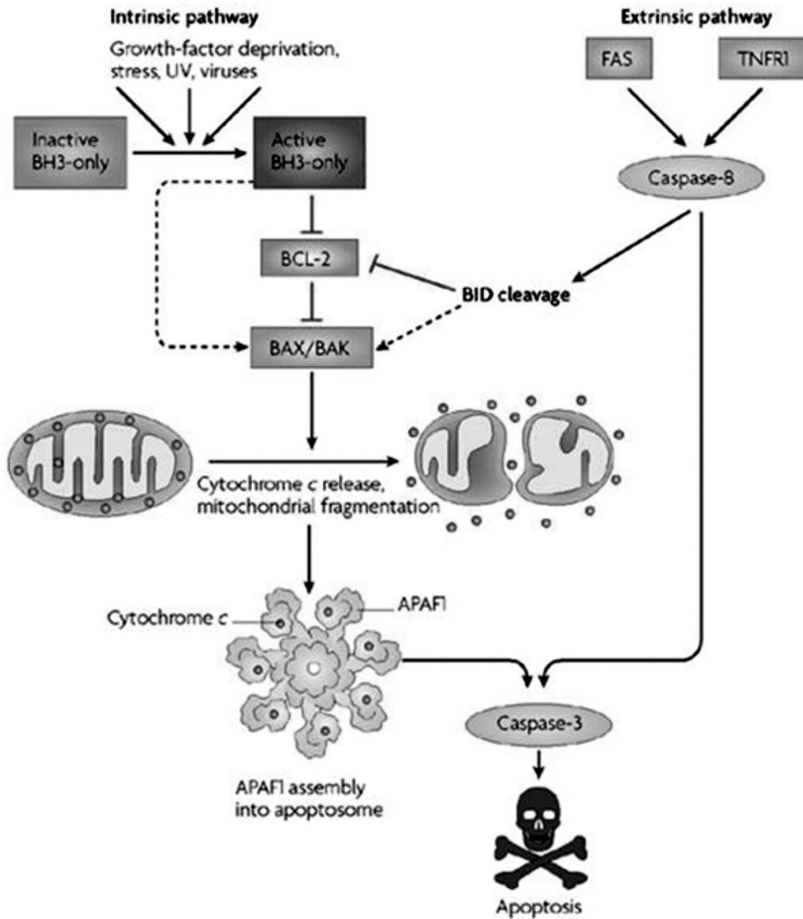 Intrinsic pathway
Growth-factor deprivation,
stress, UV, viruses
Extrinsic pathway
FAS
TNFR1
Inactive
BH3-only
Active
BH3-only
Caspase-8
BCL-2
BID cleavage
BAX/BAK
Cytochrome c release,
mitochondrial fragmentation
Cytochrome c
APAF1
Caspase-3
APAF1 assembly
into apoptosome
Apoptosis